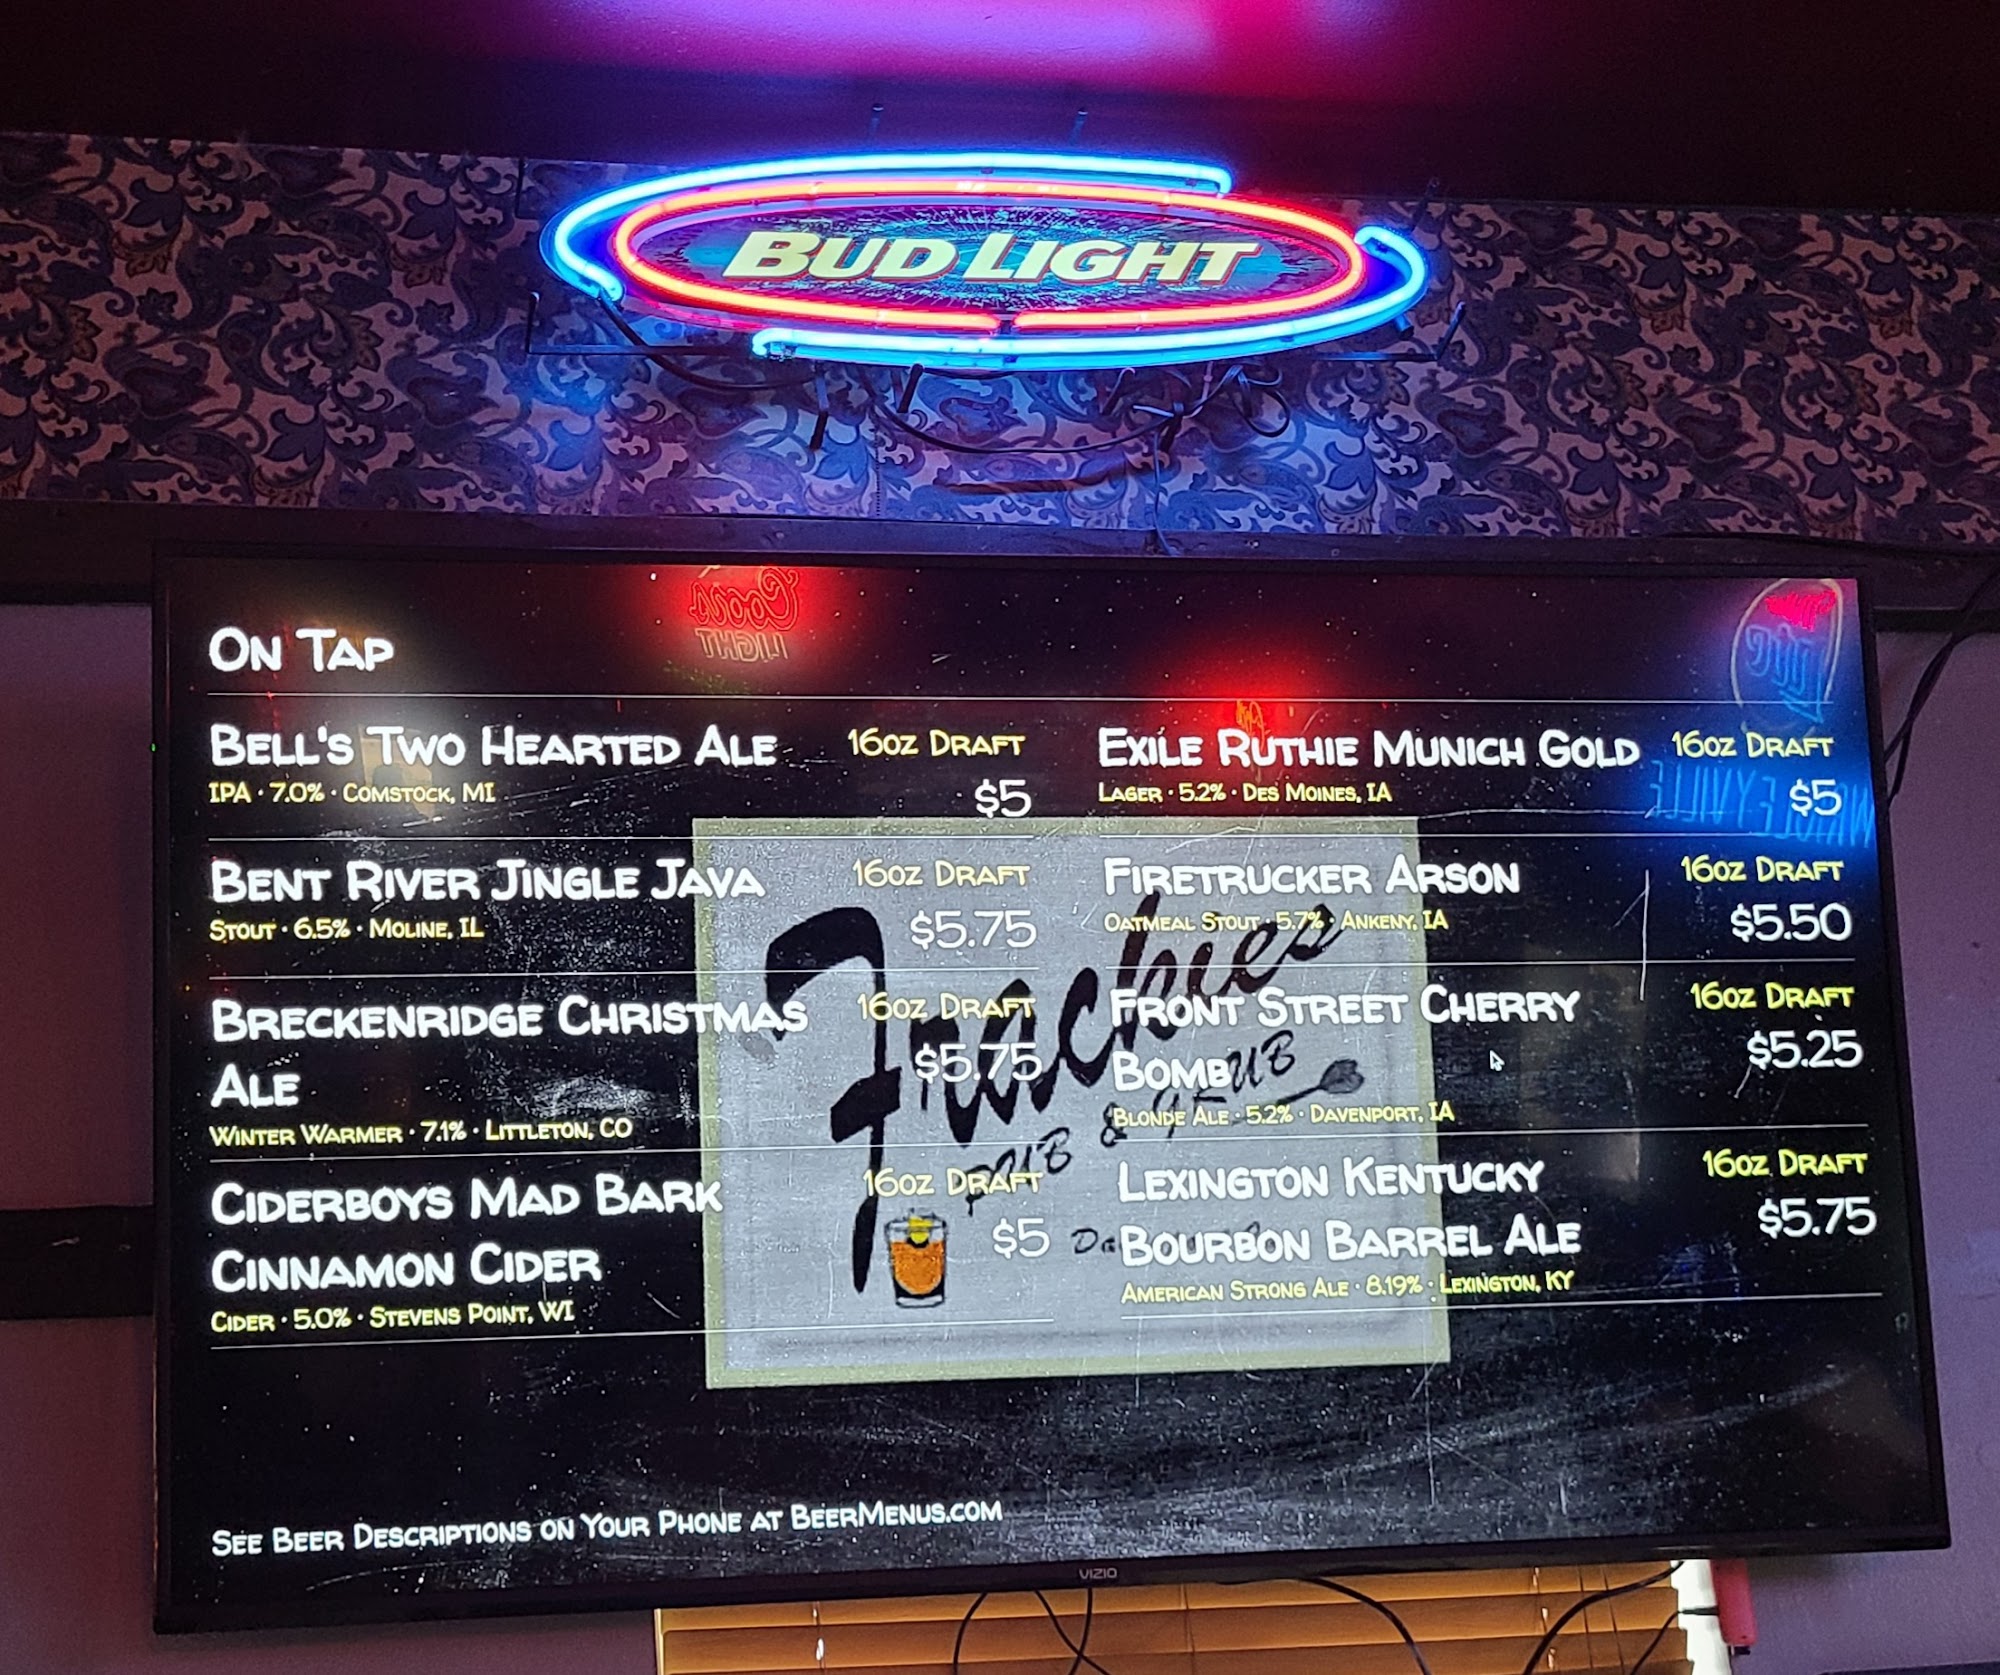 BUD LIGHT
Coors
LIGHT
Lite
ON TAP
BELL'S TWO HEARTED ALE
16OZ DRAFT
IPA · 7.0% · COMSTOCK, MI
$5
BENT RIVER JINGLE JAVA
16OZ DRAFT
STOUT · 6.5% · MOLINE, IL
$5.75
BRECKENRIDGE CHRISTMAS
ALE
16OZ DRAFT
$5.75
WINTER WARMER · 7.1% · LITTLETON, CO
CIDERBOYS MAD BARK
CINNAMON CIDER
16OZ DRAFT
$5
CIDER · 5.0% · STEVENS POINT, WI
EXILE RUTHIE MUNICH GOLD
16OZ DRAFT
LAGER · 5.2% · DES MOINES, IA
$5
FIRETRUCKER ARSON
16OZ DRAFT
OATMEAL STOUT · 5.7% · ANKENY, IA
$5.50
FRONT STREET CHERRY
BOMB
16OZ DRAFT
$5.25
BLONDE ALE · 5.2% · DAVENPORT, IA
LEXINGTON KENTUCKY
BOURBON BARREL ALE
16OZ DRAFT
$5.75
AMERICAN STRONG ALE · 8.19% · LEXINGTON, KY
Frackies
PUB & GRUB
SEE BEER DESCRIPTIONS ON YOUR PHONE AT BEERMENUS.COM
VIZIO